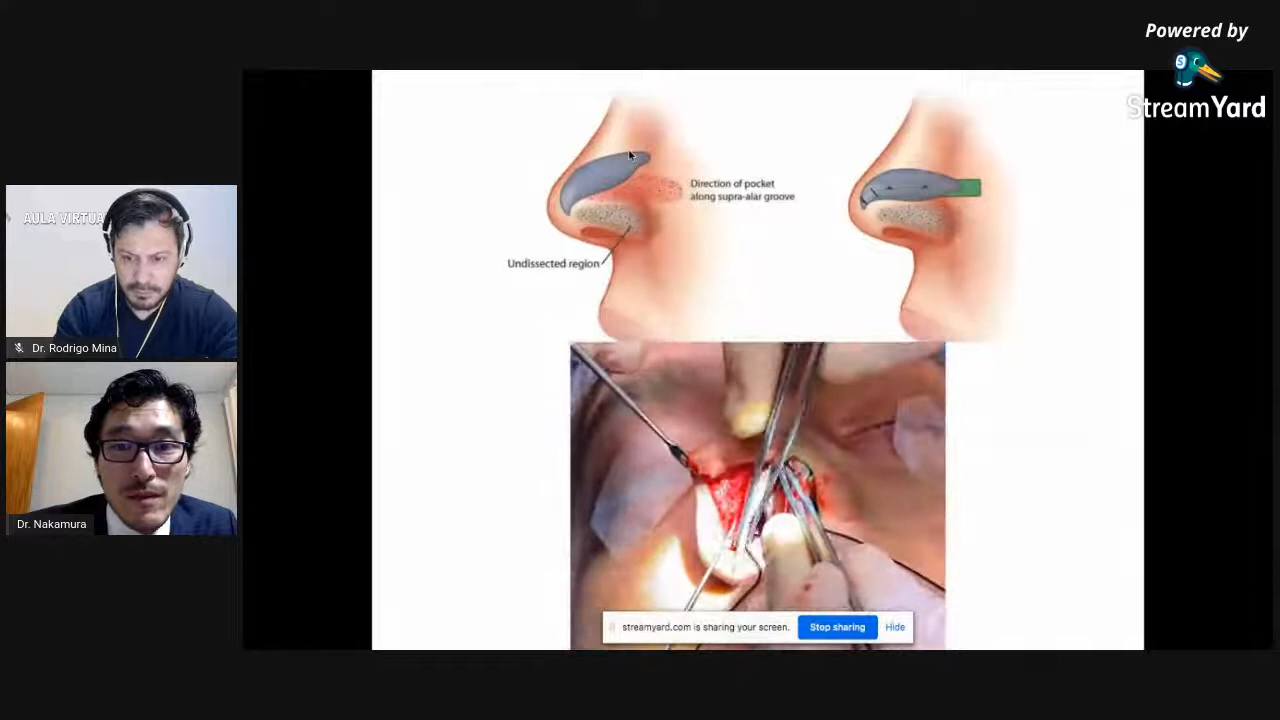 Powered by
StreamYard
AULA VIRTUA
Dr. Rodrigo Mina
Dr. Nakamura
Direction of pocket
along supra-alar groove
Undissected region
streamyard.com is sharing your screen.
Stop sharing
Hide